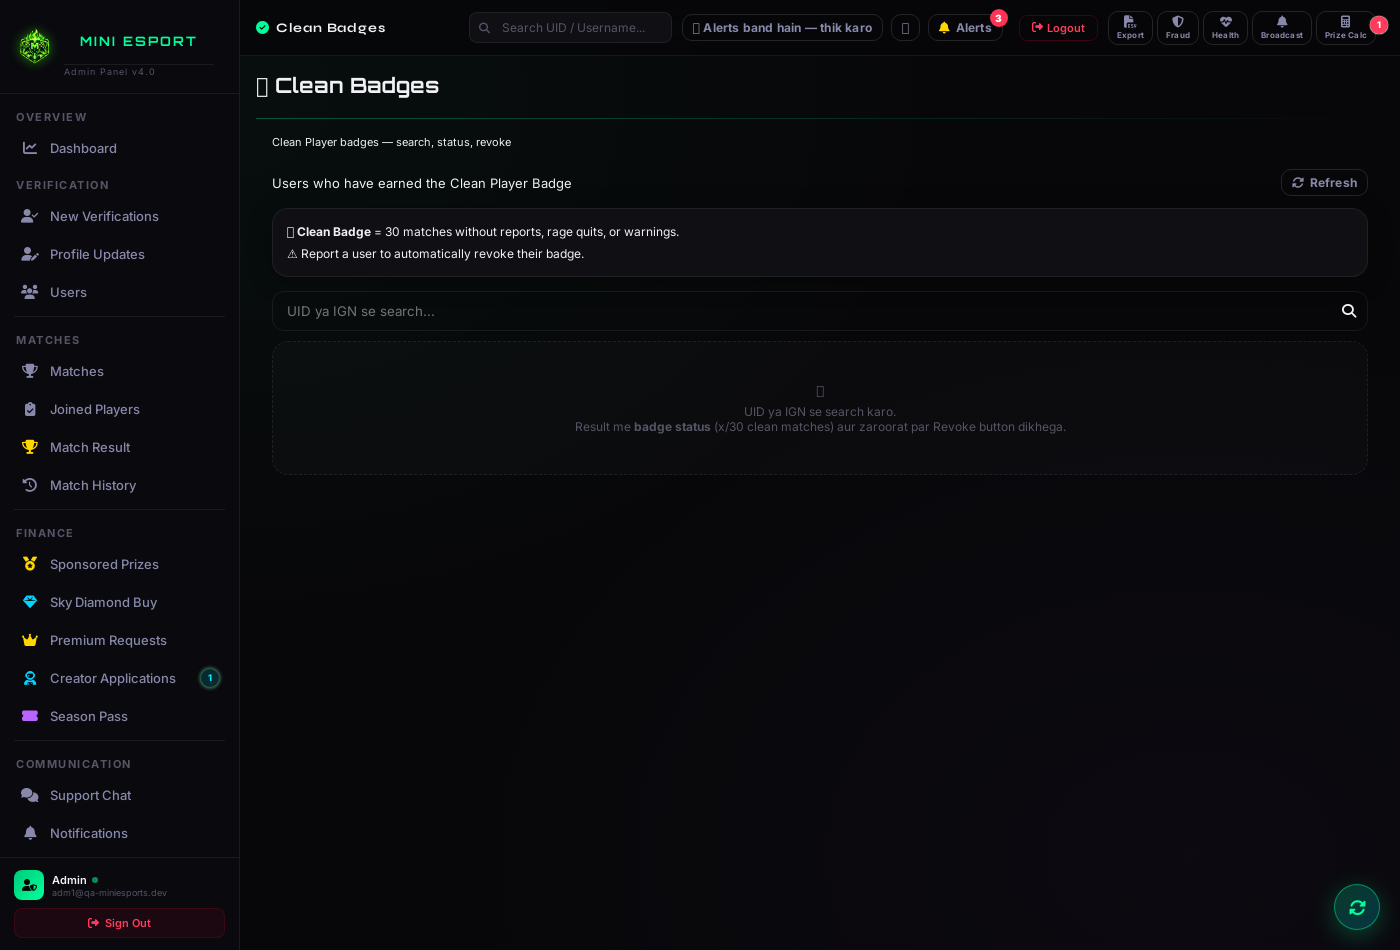 MINI ESPORT
Admin Panel v4.0
OVERVIEW
Dashboard
VERIFICATION
New Verifications
Profile Updates
Users
MATCHES
Matches
Joined Players
Match Result
Match History
FINANCE
Sponsored Prizes
Sky Diamond Buy
Premium Requests
Creator Applications 1
Season Pass
COMMUNICATION
Support Chat
Notifications
Admin
adm1@qa-miniesports.dev
Sign Out
Clean Badges
Search UID / Username...
Alerts band hain — thik karo
Alerts 3
Logout
Export
Fraud
Health
Broadcast
Prize Calc 1
Clean Badges
Clean Player badges — search, status, revoke
Users who have earned the Clean Player Badge
Refresh
Clean Badge = 30 matches without reports, rage quits, or warnings.
⚠ Report a user to automatically revoke their badge.
UID ya IGN se search...
UID ya IGN se search karo.
Result me badge status (x/30 clean matches) aur zaroorat par Revoke button dikhega.